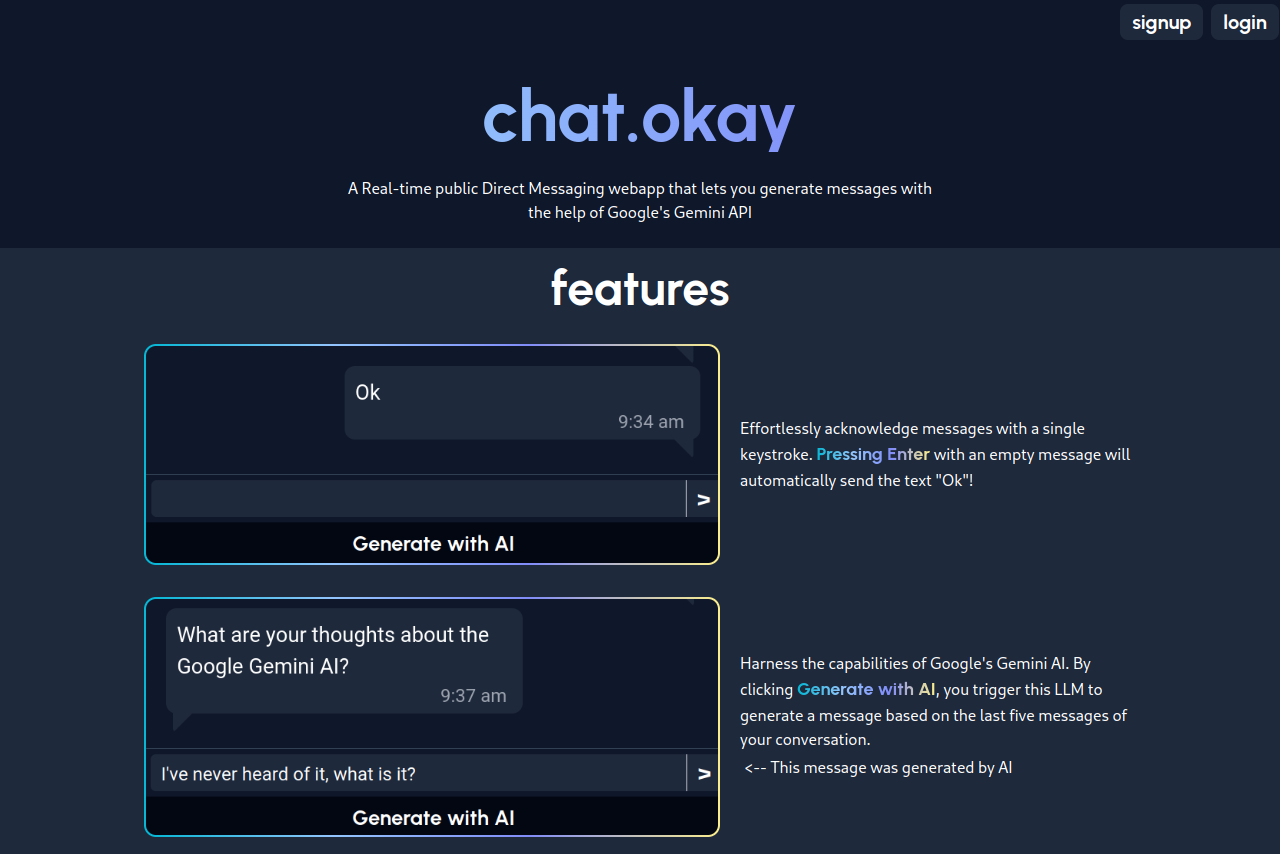 signup login
chat.okay
A Real-time public Direct Messaging webapp that lets you generate messages with
the help of Google's Gemini API
features
Ok
9:34 am
>
Generate with AI
Effortlessly acknowledge messages with a single
keystroke. Pressing Enter with an empty message will
automatically send the text "Ok"!
What are your thoughts about the
Google Gemini AI?
9:37 am
I've never heard of it, what is it? >
Generate with AI
Harness the capabilities of Google's Gemini AI. By
clicking Generate with AI, you trigger this LLM to
generate a message based on the last five messages of
your conversation.
<-- This message was generated by AI